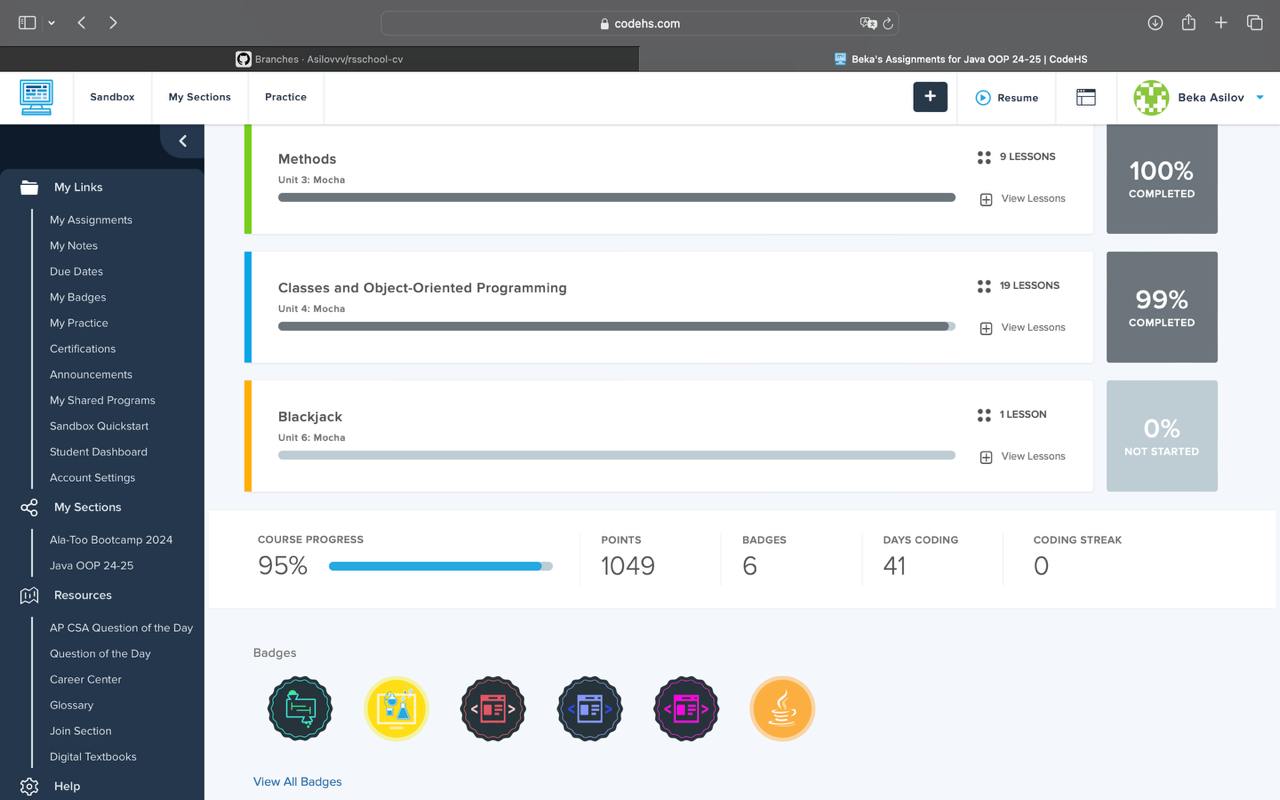 codehs.com
Branches · Asilovvv/rsschool-cv
Beka's Assignments for Java OOP 24-25 | CodeHS
Sandbox
My Sections
Practice
+
Resume
Beka Asilov
My Links
My Assignments
My Notes
Due Dates
My Badges
My Practice
Certifications
Announcements
My Shared Programs
Sandbox Quickstart
Student Dashboard
Account Settings
My Sections
Ala-Too Bootcamp 2024
Java OOP 24-25
Resources
AP CSA Question of the Day
Question of the Day
Career Center
Glossary
Join Section
Digital Textbooks
Help
Methods
Unit 3: Mocha
9 LESSONS
View Lessons
100%
COMPLETED
Classes and Object-Oriented Programming
Unit 4: Mocha
19 LESSONS
View Lessons
99%
COMPLETED
Blackjack
Unit 6: Mocha
1 LESSON
View Lessons
0%
NOT STARTED
COURSE PROGRESS
95%
POINTS
1049
BADGES
6
DAYS CODING
41
CODING STREAK
0
Badges
View All Badges